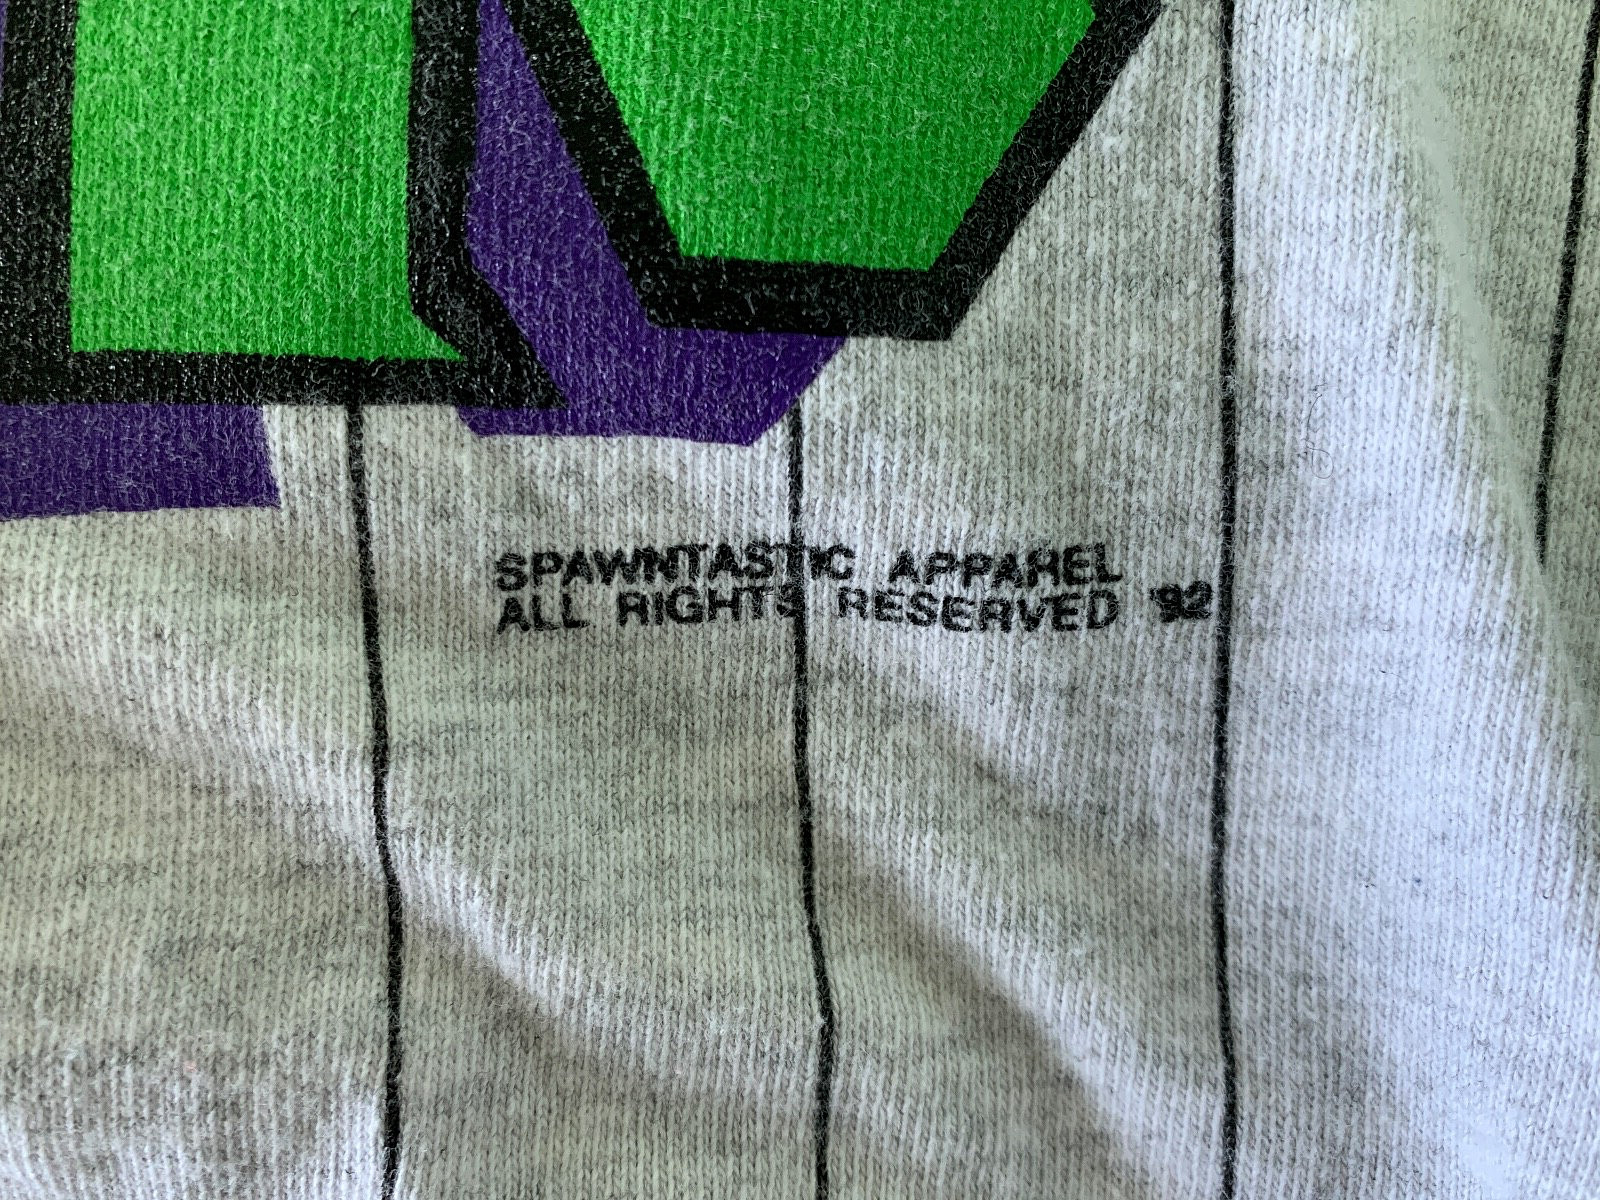 SPAWNTASTIC APPAREL
ALL RIGHTS RESERVED '92